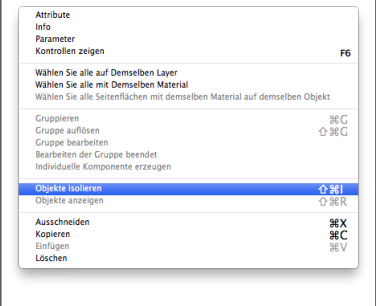 Attribute
Info
Parameter
Kontrollen zeigen F6
Wählen Sie alle auf Demselben Layer
Wählen Sie alle mit Demselben Material
Wählen Sie alle Seitenflächen mit demselben Material auf demselben Objekt
Gruppieren ⌘G
Gruppe auflösen ⇧⌘G
Gruppe bearbeiten
Bearbeiten der Gruppe beendet
Individuelle Komponente erzeugen
Objekte isolieren ⇧⌘I
Objekte anzeigen ⇧⌘R
Ausschneiden ⌘X
Kopieren ⌘C
Einfügen ⌘V
Löschen